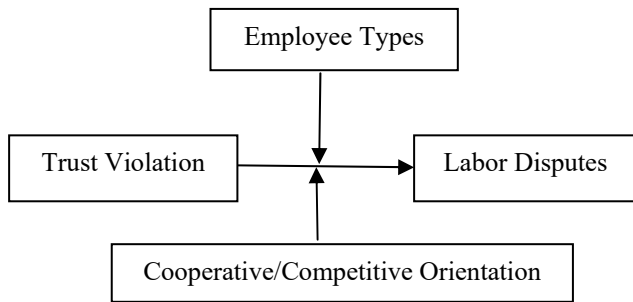 Employee Types
Trust Violation
Labor Disputes
Cooperative/Competitive Orientation